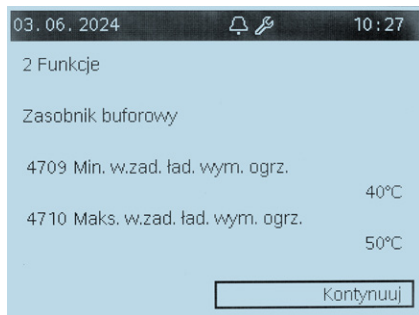 03.06.2024 10:27
2 Funkcje
Zasobnik buforowy
4709 Min. w.zad. ład. wym. ogrz.
40°C
4710 Maks. w.zad. ład. wym. ogrz.
50°C
Kontynuuj